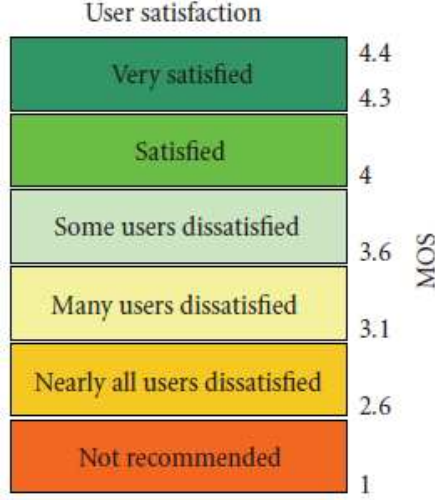 User satisfaction
Very satisfied
4.4
4.3
Satisfied
4
Some users dissatisfied
3.6
MOS
Many users dissatisfied
3.1
Nearly all users dissatisfied
2.6
Not recommended
1